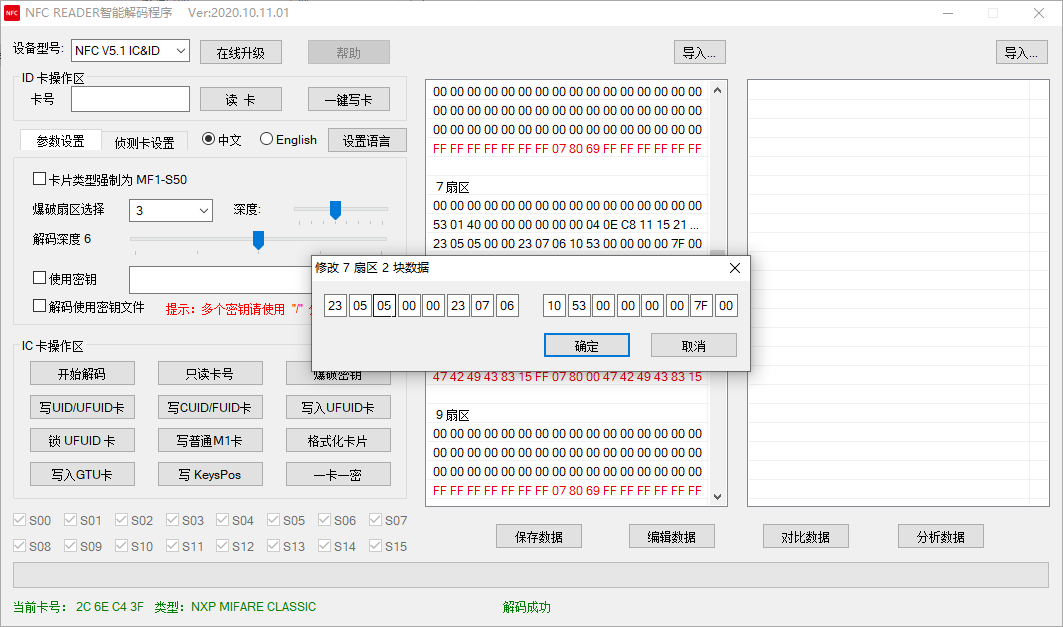 NFC NFC READER智能解码程序 Ver:2020.10.11.01
设备型号: NFC V5.1 IC&ID 在线升级 帮助 导入... 导入...
ID 卡操作区
卡号 读 卡 一键写卡
参数设置 侦测卡设置 中文 English 设置语言
卡片类型强制为 MF1-S50
爆破扇区选择 3 深度:
解码深度 6
使用密钥
解码使用密钥文件 提示：多个密钥请使用 "/"
IC 卡操作区
开始解码 只读卡号 爆破密钥
写UID/UFUID卡 写CUID/FUID卡 写入UFUID卡
锁 UFUID 卡 写普通M1卡 格式化卡片
写入GTU卡 写 KeysPos 一卡一密
S00 S01 S02 S03 S04 S05 S06 S07
S08 S09 S10 S11 S12 S13 S14 S15
00 00 00 00 00 00 00 00 00 00 00 00 00 00 00 00
00 00 00 00 00 00 00 00 00 00 00 00 00 00 00 00
00 00 00 00 00 00 00 00 00 00 00 00 00 00 00 00
FF FF FF FF FF FF FF 07 80 69 FF FF FF FF FF FF
7 扇区
00 00 00 00 00 00 00 00 00 00 00 00 00 00 00 00
53 01 40 00 00 00 00 00 00 04 0E C8 11 15 21 ...
23 05 05 00 00 23 07 06 10 53 00 00 00 00 7F 00
修改 7 扇区 2 块数据
23 05 05 00 00 23 07 06 10 53 00 00 00 00 7F 00
确定 取消
47 42 49 43 83 15 FF 07 80 00 47 42 49 43 83 15
9 扇区
00 00 00 00 00 00 00 00 00 00 00 00 00 00 00 00
00 00 00 00 00 00 00 00 00 00 00 00 00 00 00 00
00 00 00 00 00 00 00 00 00 00 00 00 00 00 00 00
FF FF FF FF FF FF FF 07 80 69 FF FF FF FF FF FF
保存数据 编辑数据 对比数据 分析数据
当前卡号： 2C 6E C4 3F 类型：NXP MIFARE CLASSIC 解码成功